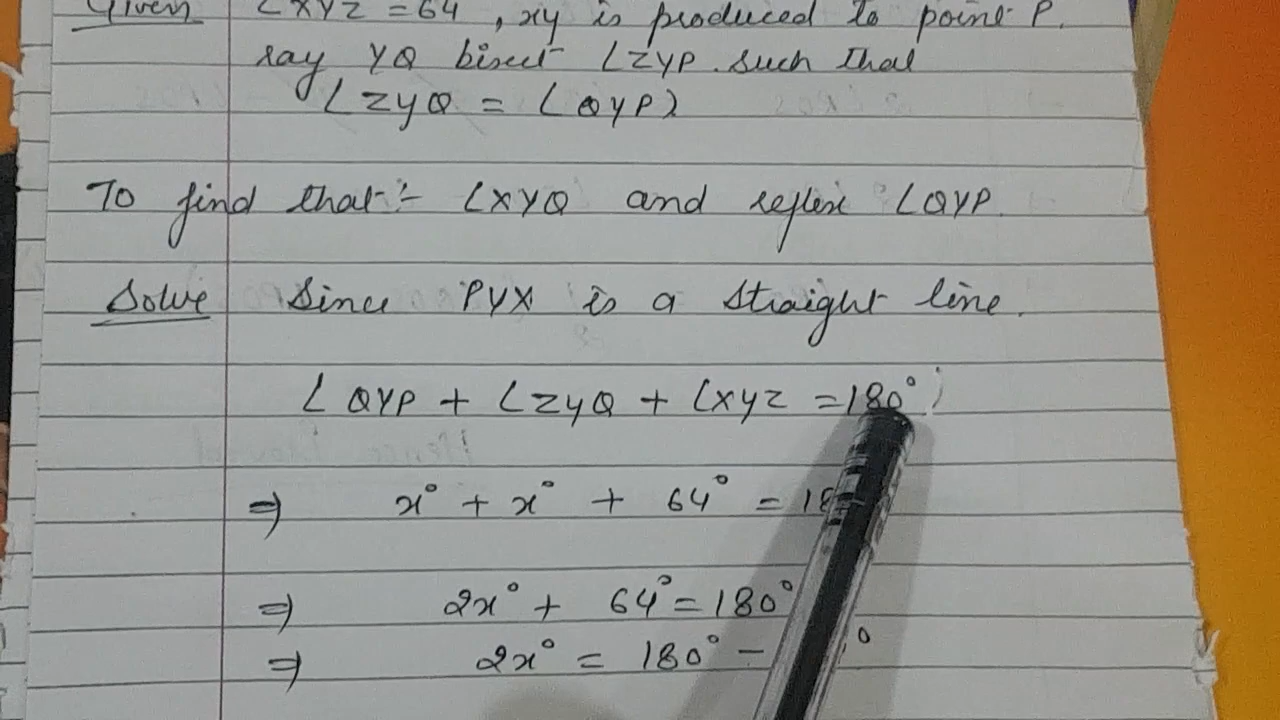 Given ∠XYZ = 64°, xy is produced to point P.
ray YQ bisect ∠ZYP. such that
∠ZYQ = ∠QYP)
To find that :- ∠XYQ and reflex ∠QYP.
Solve Since PYX is a straight line.
∠QYP + ∠ZYQ + ∠XYZ = 180°
⇒ x° + x° + 64° = 18
⇒ 2x° + 64° = 180°
⇒ 2x° = 180° - °